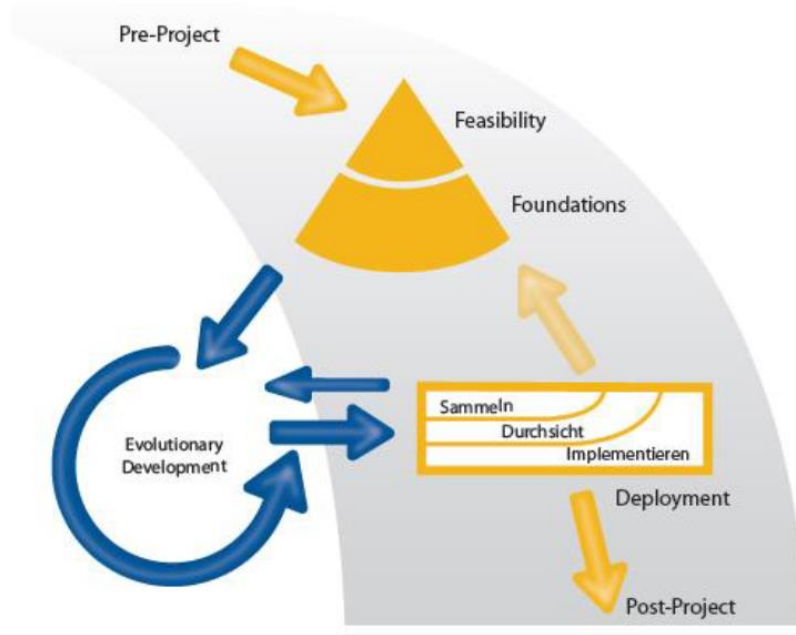 Pre-Project
Feasibility
Foundations
Evolutionary
Development
Sammeln
Durchsicht
Implementieren
Deployment
Post-Project